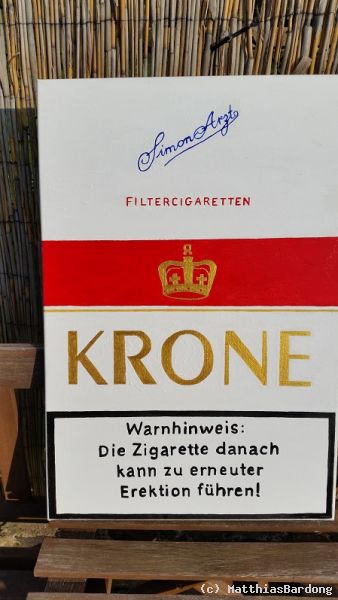 Simon Arzt
FILTERCIGARETTEN
KRONE
Warnhinweis:
Die Zigarette danach
kann zu erneuter
Erektion führen!
(c) MatthiasBardong